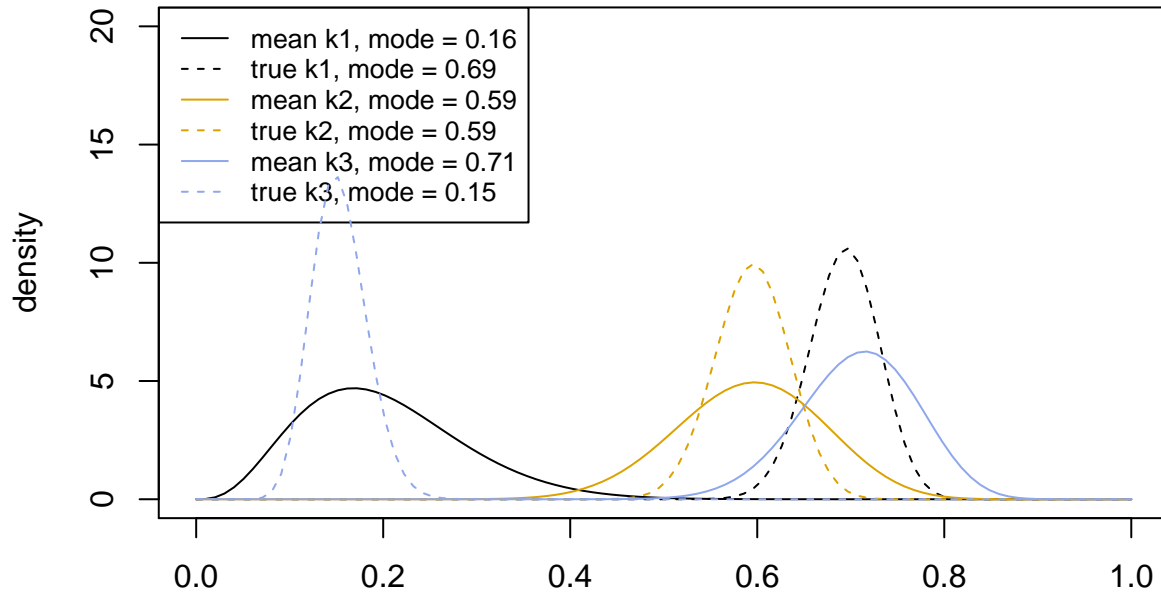 mean k1, mode = 0.16
true k1, mode = 0.69
mean k2, mode = 0.59
true k2, mode = 0.59
mean k3, mode = 0.71
true k3, mode = 0.15
density
20
15
10
5
0
0.0 0.2 0.4 0.6 0.8 1.0